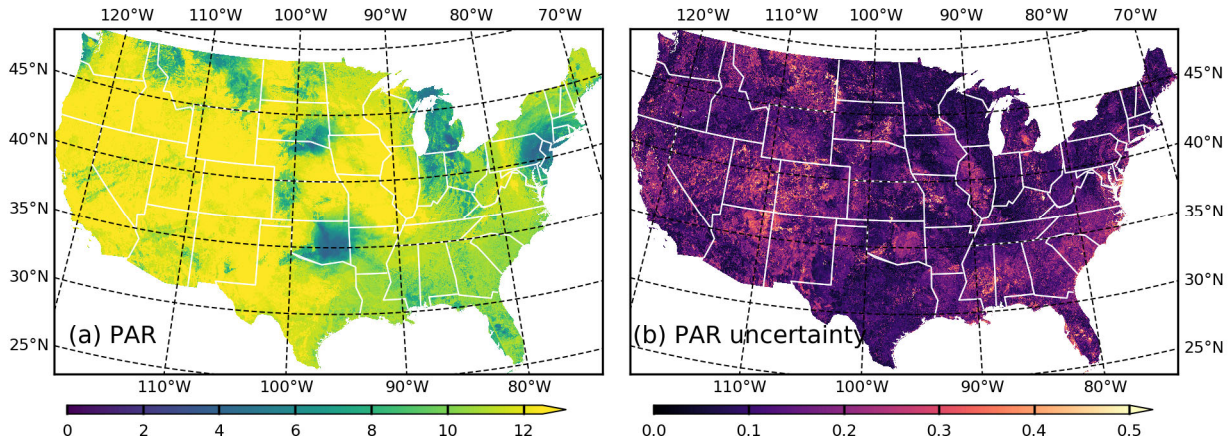 120°W 110°W 100°W 90°W 80°W 70°W
120°W 110°W 100°W 90°W 80°W 70°W
45°N
40°N
35°N
30°N
25°N
(a) PAR
(b) PAR uncertainty
45°N
40°N
35°N
30°N
25°N
110°W 100°W 90°W 80°W
110°W 100°W 90°W 80°W
0 2 4 6 8 10 12
0.0 0.1 0.2 0.3 0.4 0.5